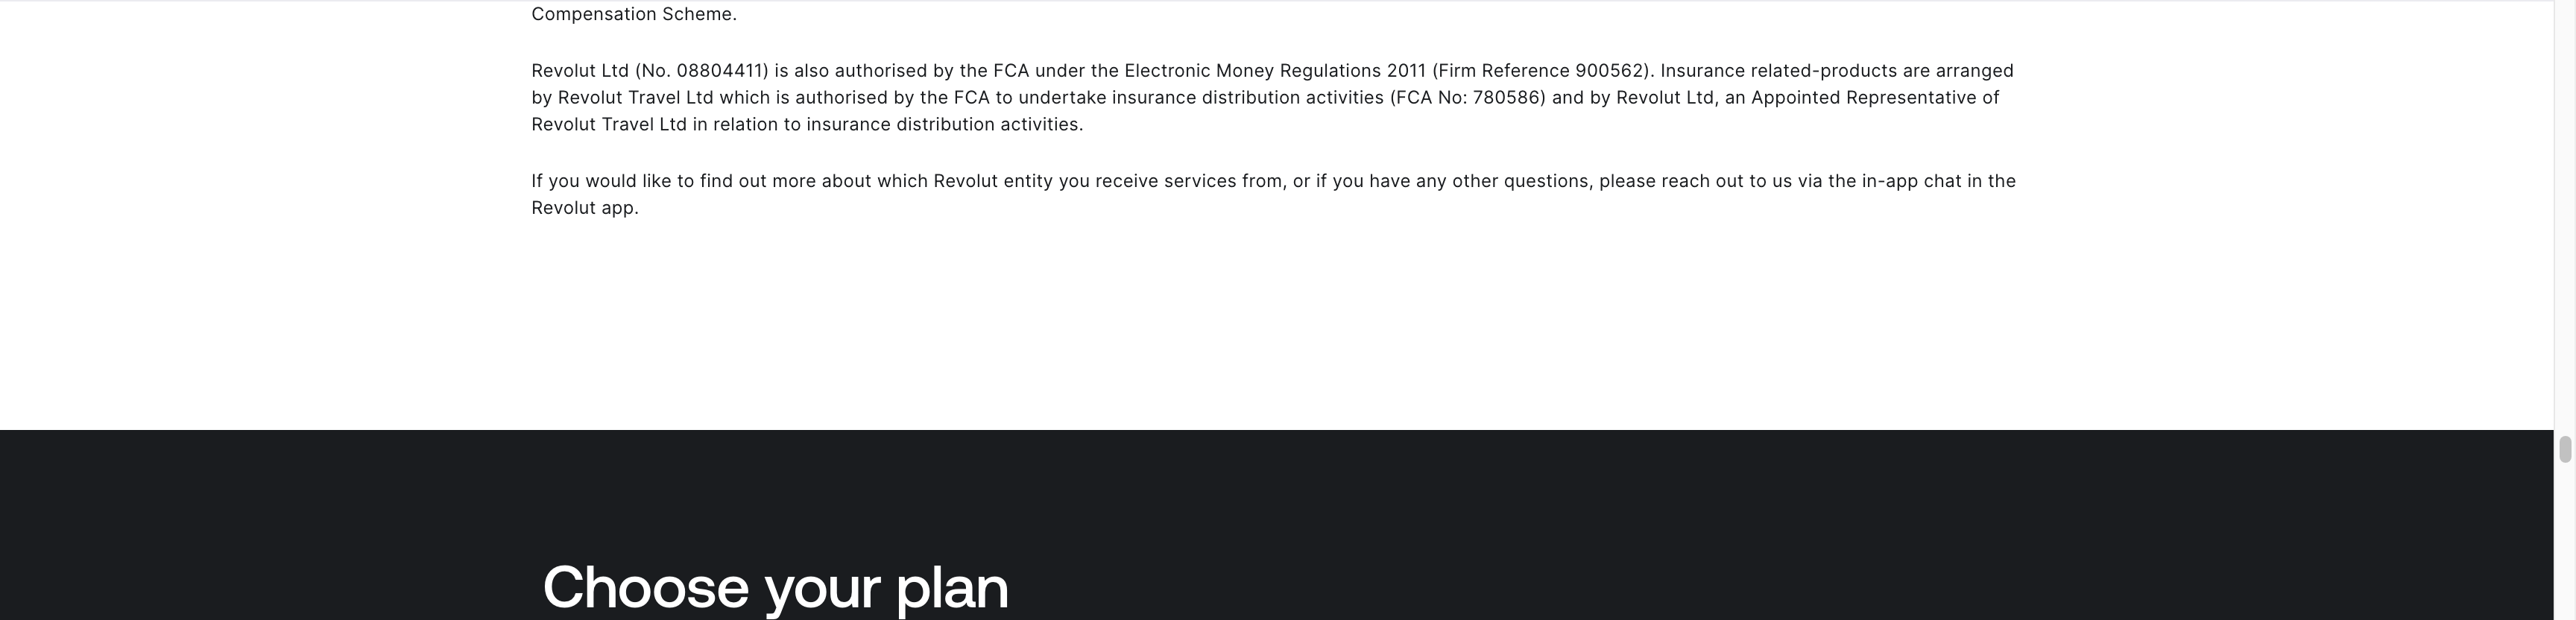 Compensation Scheme.
Revolut Ltd (No. 08804411) is also authorised by the FCA under the Electronic Money Regulations 2011 (Firm Reference 900562). Insurance related-products are arranged
by Revolut Travel Ltd which is authorised by the FCA to undertake insurance distribution activities (FCA No: 780586) and by Revolut Ltd, an Appointed Representative of
Revolut Travel Ltd in relation to insurance distribution activities.
If you would like to find out more about which Revolut entity you receive services from, or if you have any other questions, please reach out to us via the in-app chat in the
Revolut app.
Choose your plan